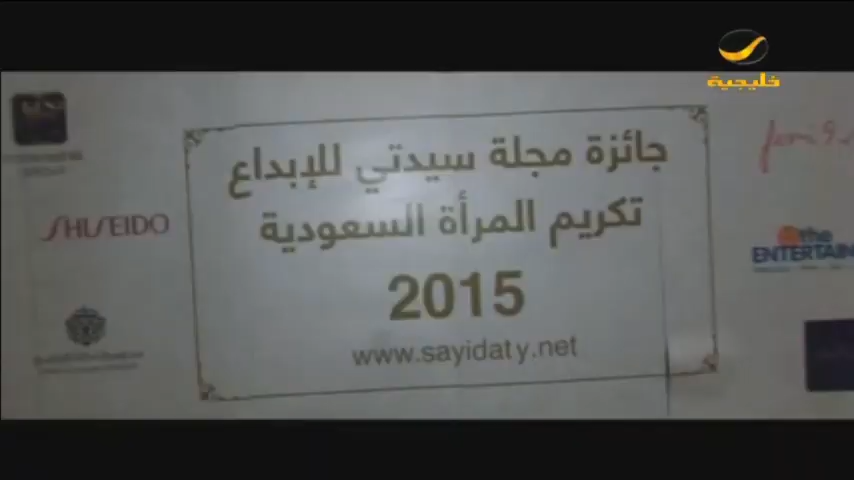 خليجية
جائزة مجلة سيدتي للإبداع
تكريم المرأة السعودية
2015
www.sayidaty.net
SHISEIDO
the
ENTERTAIN